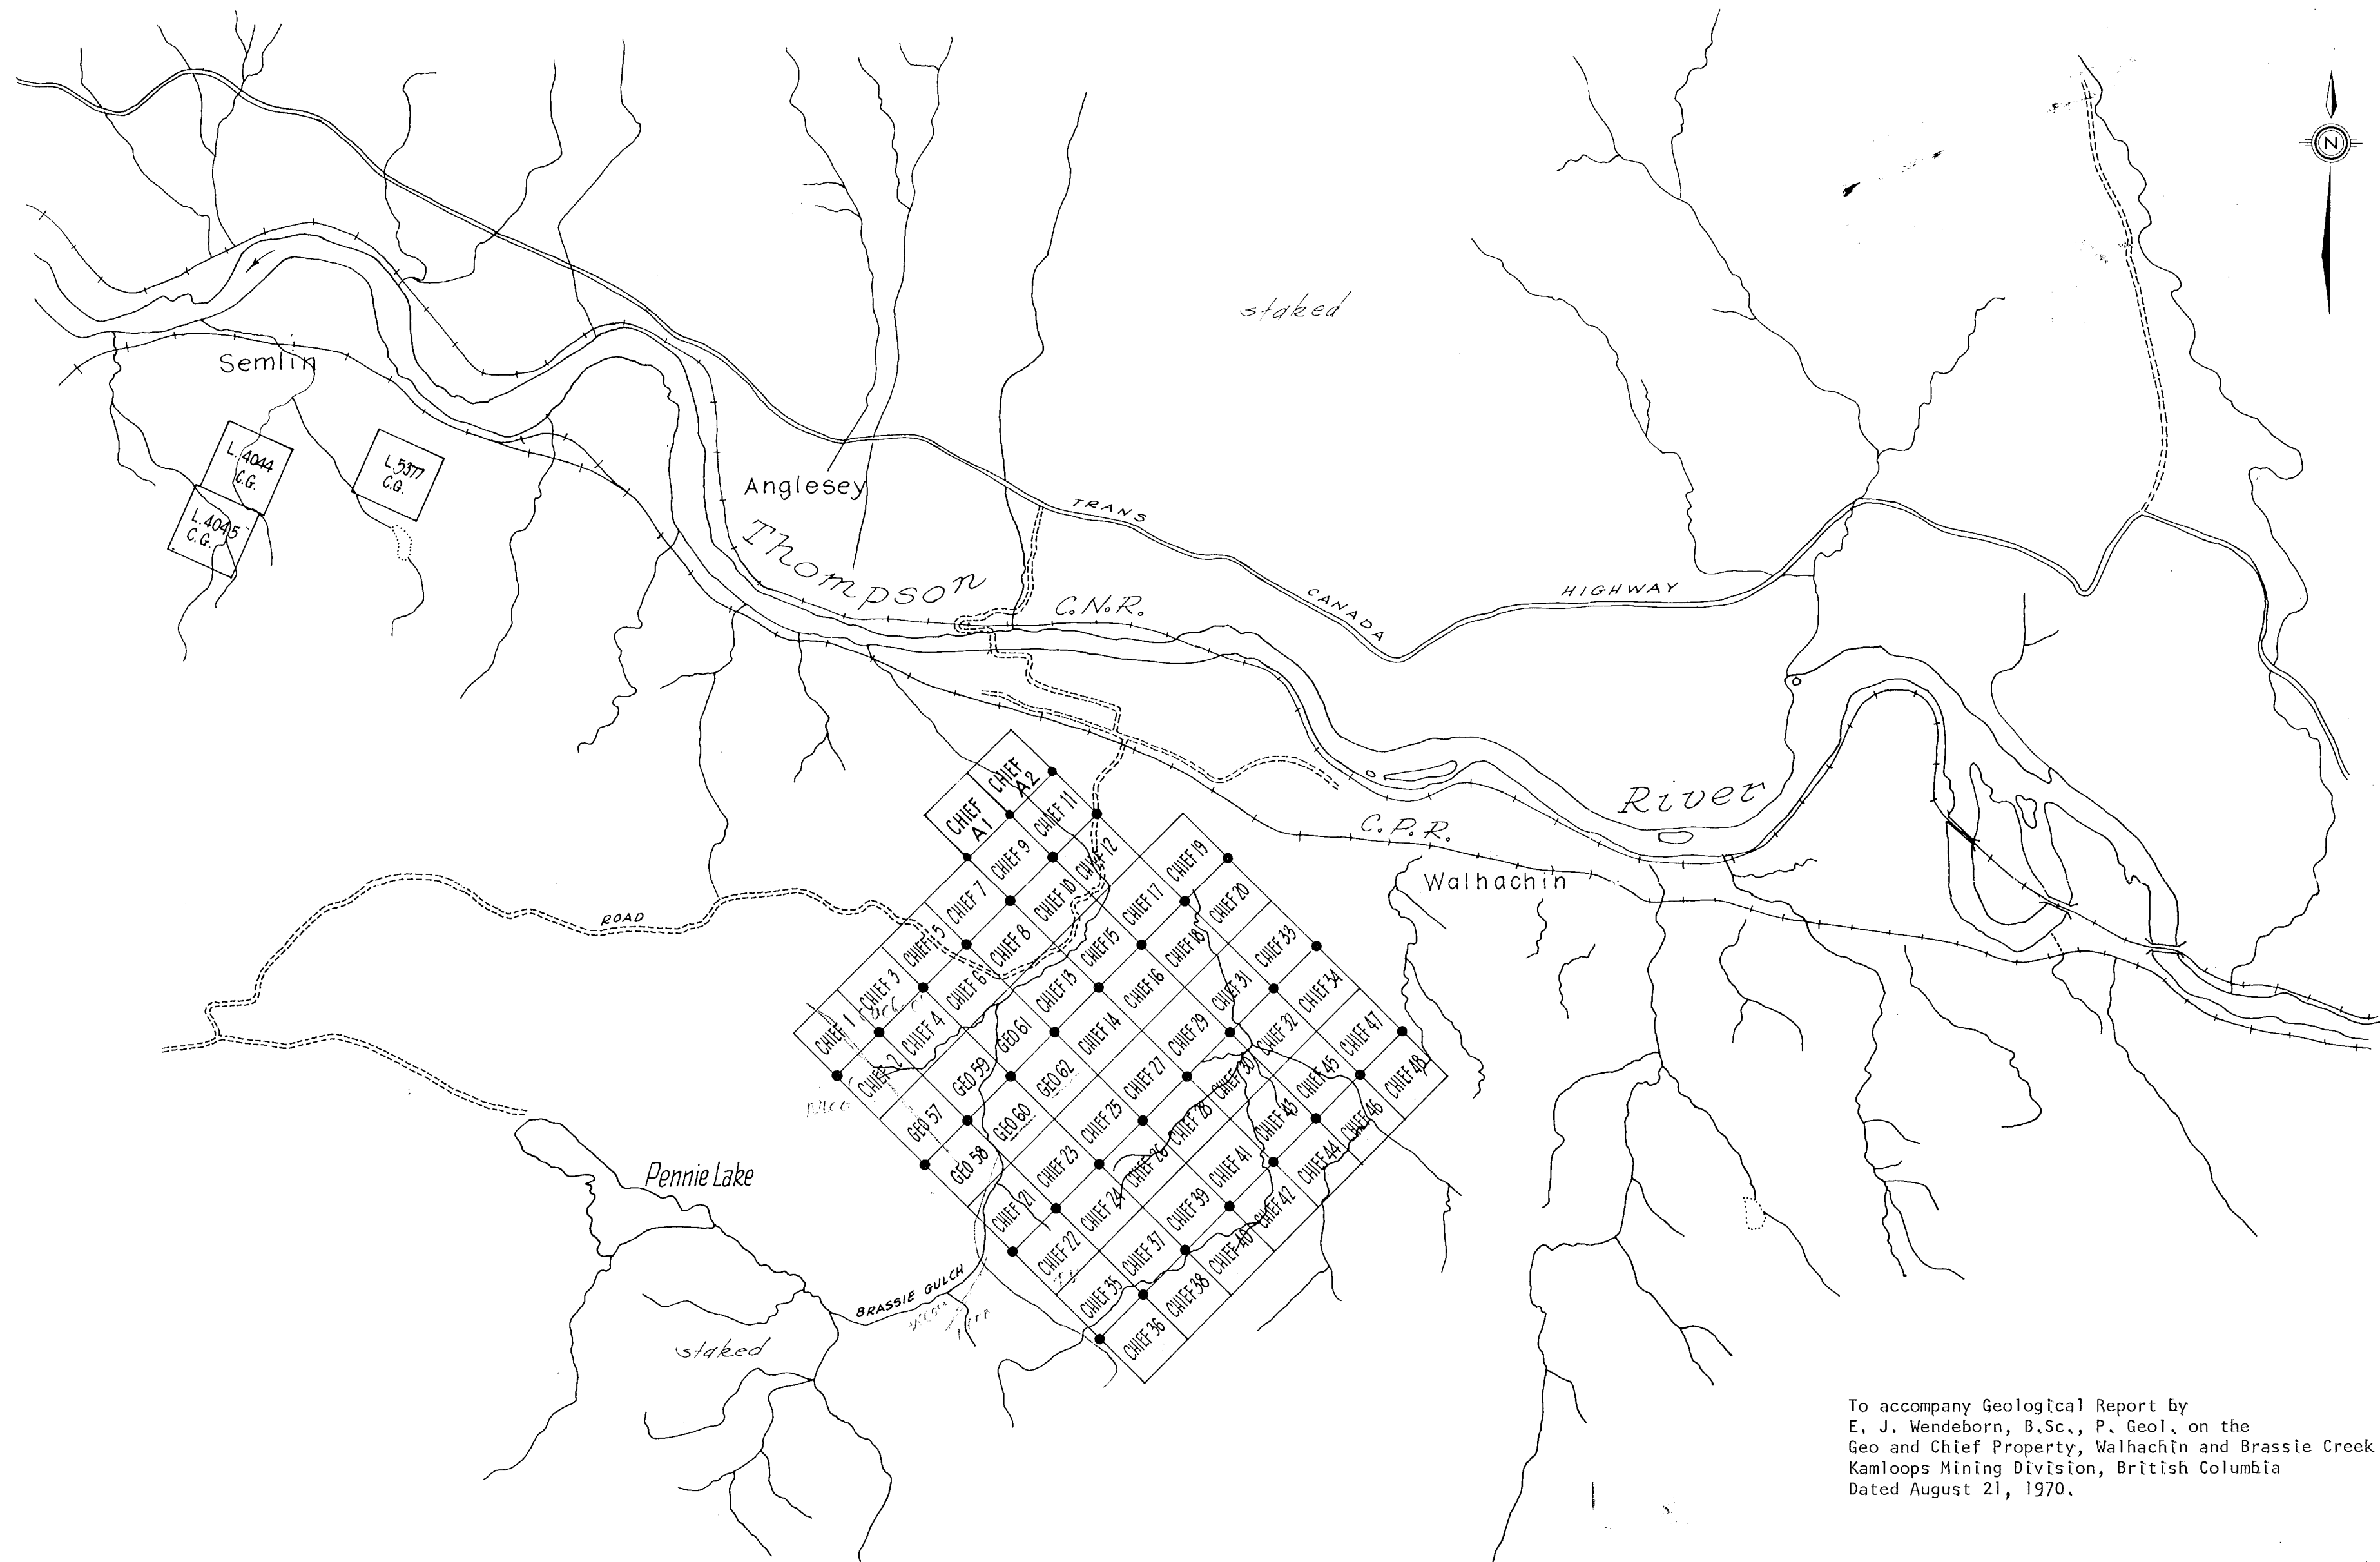 N
staked
Semlin
L.4044
C.G.
L.5377
C.G.
L.4045
C.G.
Anglesey
TRANS
CANADA
HIGHWAY
Thompson
River
C.N.R.
C.P.R.
Walhachin
ROAD
CHIEF
A2
CHIEF
A1
CHIEF 11
CHIEF 9
CHIEF 12
CHIEF 7
CHIEF 10
CHIEF 19
CHIEF 5
CHIEF 8
CHIEF 17
CHIEF 20
CHIEF 3
CHIEF 6
CHIEF 15
CHIEF 18
CHIEF 33
CHIEF 1
CHIEF 4
CHIEF 13
CHIEF 16
CHIEF 31
CHIEF 34
CHIEF 2
GEO 61
CHIEF 14
CHIEF 29
CHIEF 32
CHIEF 47
GEO 59
GEO 62
CHIEF 27
CHIEF 30
CHIEF 45
CHIEF 48
GEO 57
GEO 60
CHIEF 25
CHIEF 28
CHIEF 43
CHIEF 46
GEO 58
CHIEF 23
CHIEF 26
CHIEF 41
CHIEF 44
CHIEF 21
CHIEF 24
CHIEF 39
CHIEF 42
CHIEF 22
CHIEF 37
CHIEF 40
CHIEF 35
CHIEF 38
CHIEF 36
Pennie Lake
BRASSIE GULCH
staked
To accompany Geological Report by
E. J. Wendeborn, B.Sc., P. Geol. on the
Geo and Chief Property, Walhachin and Brassie Creek
Kamloops Mining Division, British Columbia
Dated August 21, 1970.